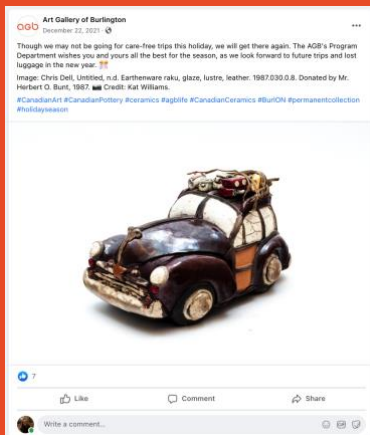 agb
Art Gallery of Burlington
December 22, 2021 ·
Though we may not be going for care-free trips this holiday, we will get there again. The AGB's Program
Department wishes you and yours all the best for the season, as we look forward to future trips and lost
luggage in the new year.
Image: Chris Dell, Untitled, n.d. Earthenware raku, glaze, lustre, leather. 1987.030.0.8. Donated by Mr.
Herbert O. Bunt, 1987. Credit: Kat Williams.
#CanadianArt #CanadianPottery #ceramics #agblife #CanadianCeramics #BurlON #permanentcollection
#holidayseason
7
Like Comment Share
Write a comment...